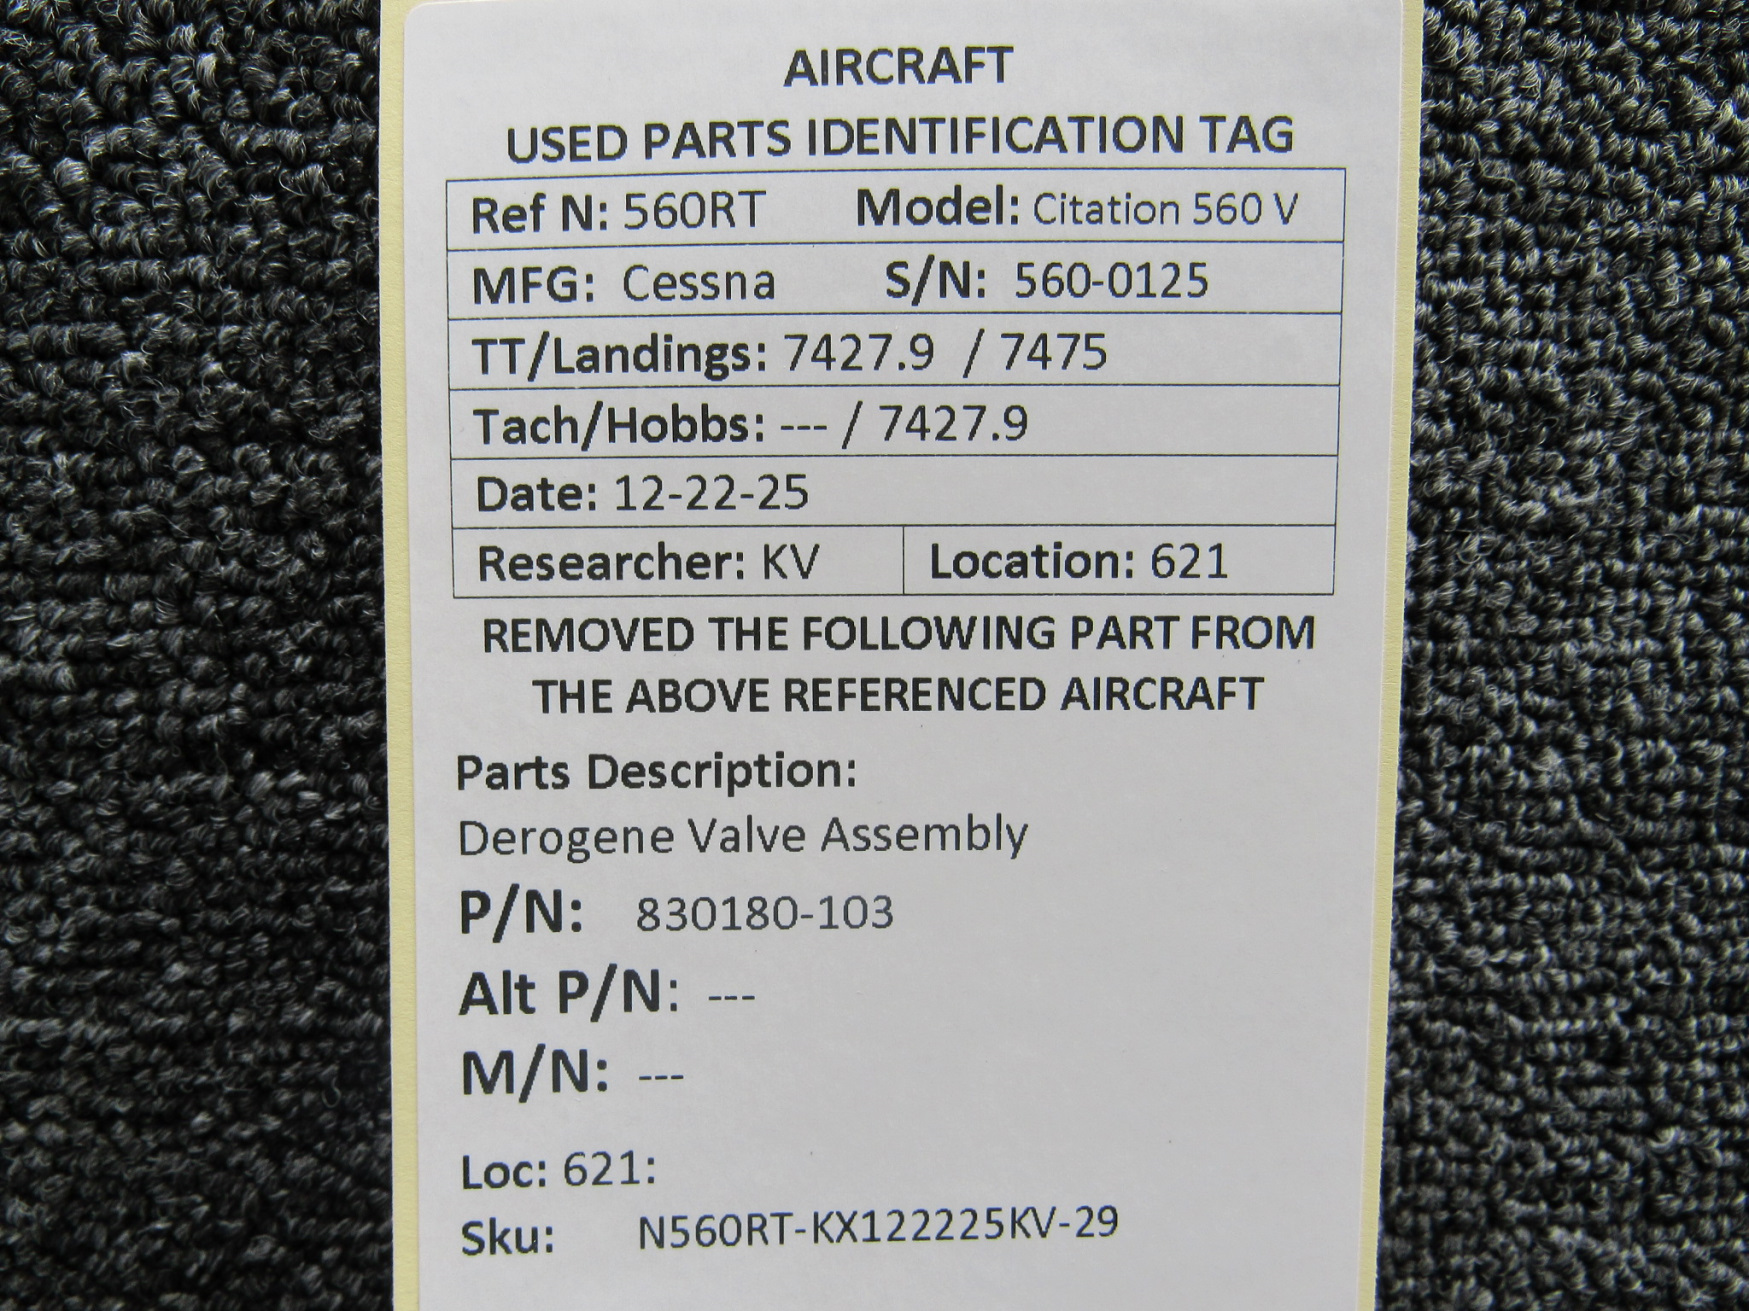 AIRCRAFT
USED PARTS IDENTIFICATION TAG
Ref N: 560RT Model: Citation 560 V
MFG: Cessna S/N: 560-0125
TT/Landings: 7427.9 / 7475
Tach/Hobbs: --- / 7427.9
Date: 12-22-25
Researcher: KV Location: 621
REMOVED THE FOLLOWING PART FROM
THE ABOVE REFERENCED AIRCRAFT
Parts Description:
Derogene Valve Assembly
P/N: 830180-103
Alt P/N: ---
M/N: ---
Loc: 621:
Sku: N560RT-KX122225KV-29